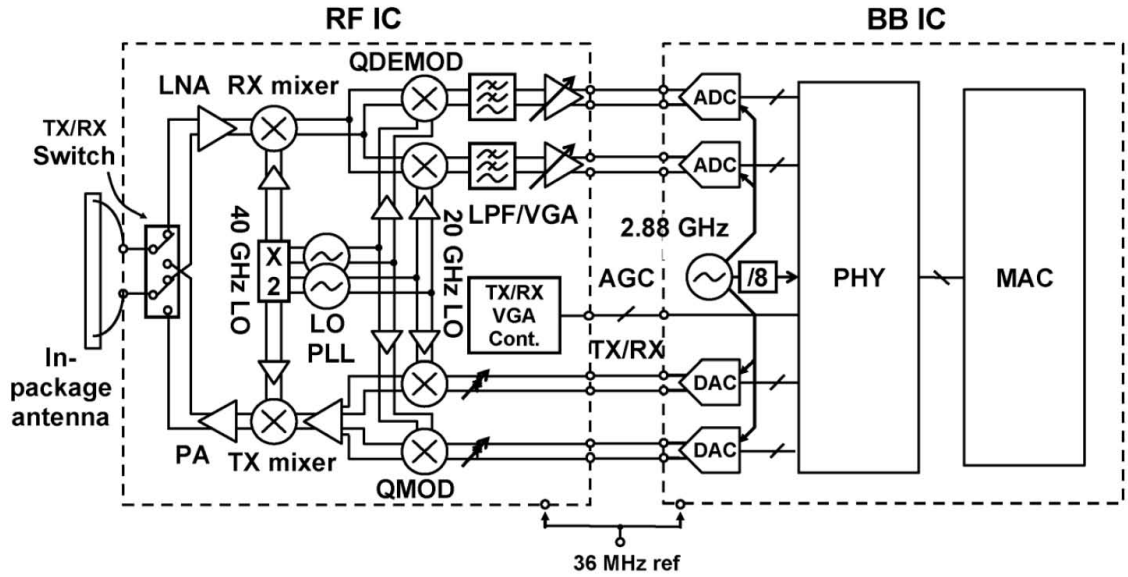 RF IC
BB IC
QDEMOD
LNA
RX mixer
TX/RX
Switch
ADC
ADC
LPF/VGA
2.88 GHz
40 GHz LO
20 GHz LO
X
2
/8
PHY
MAC
AGC
TX/RX
VGA
Cont.
LO
PLL
TX/RX
In-
package
antenna
DAC
DAC
PA
TX mixer
QMOD
36 MHz ref